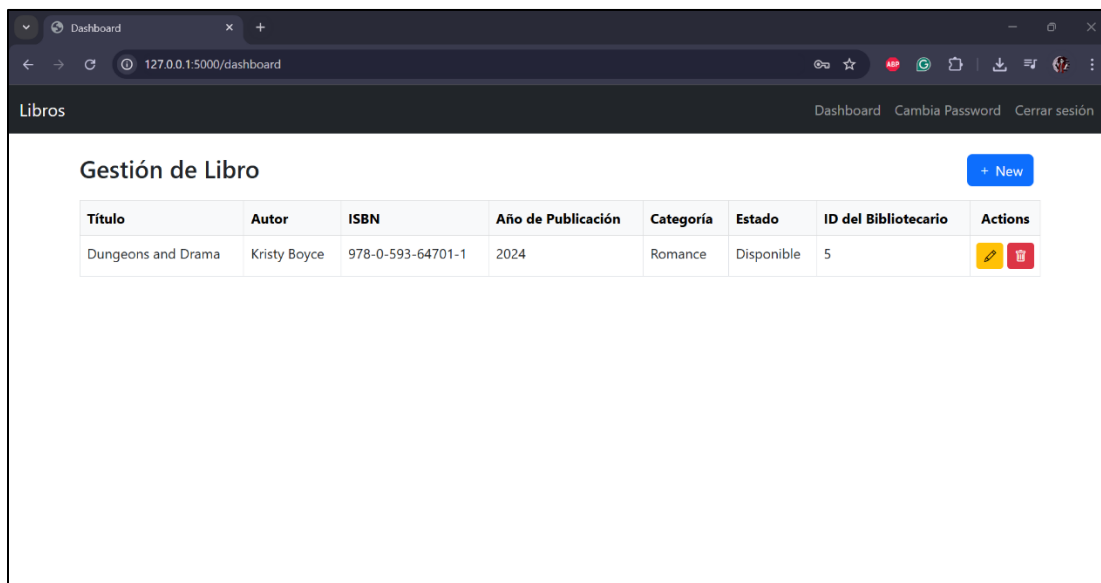 Dashboard
127.0.0.1:5000/dashboard
ABP
Libros
Dashboard Cambia Password Cerrar sesión
Gestión de Libro
+ New
Título Autor ISBN Año de Publicación Categoría Estado ID del Bibliotecario Actions
Dungeons and Drama Kristy Boyce 978-0-593-64701-1 2024 Romance Disponible 5